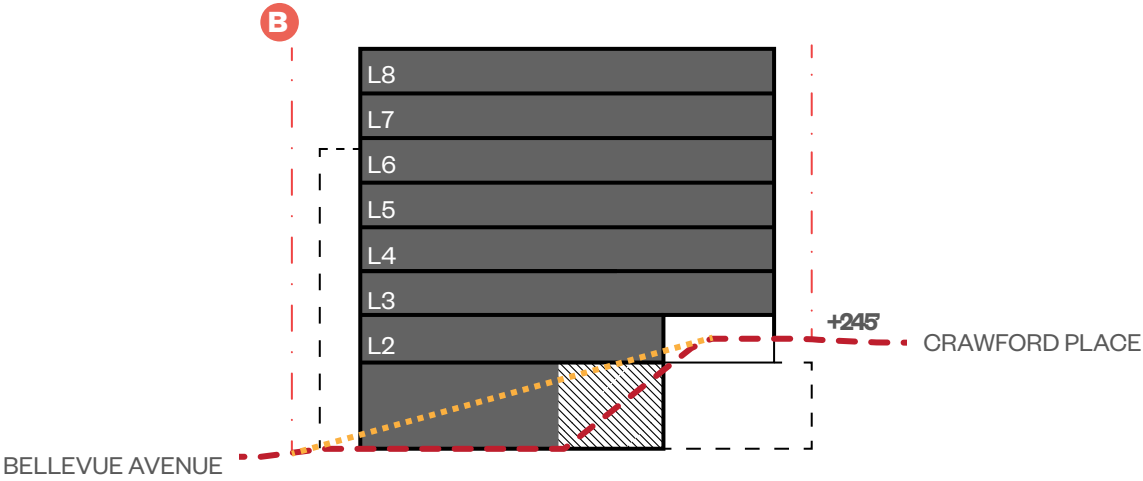 B
L8
L7
L6
L5
L4
L3
L2
+245'
CRAWFORD PLACE
BELLEVUE AVENUE